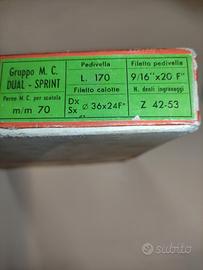 Gruppo M. C.
DUAL - SPRINT
Perno M. C. per scatola
m/m 70
Pedivella
L. 170
Filetto calotte
Dx
Sx
Ø 36x24F"
Filetto pedivella
9/16"x20 F"
N. denti ingranaggi
Z 42-53
subito